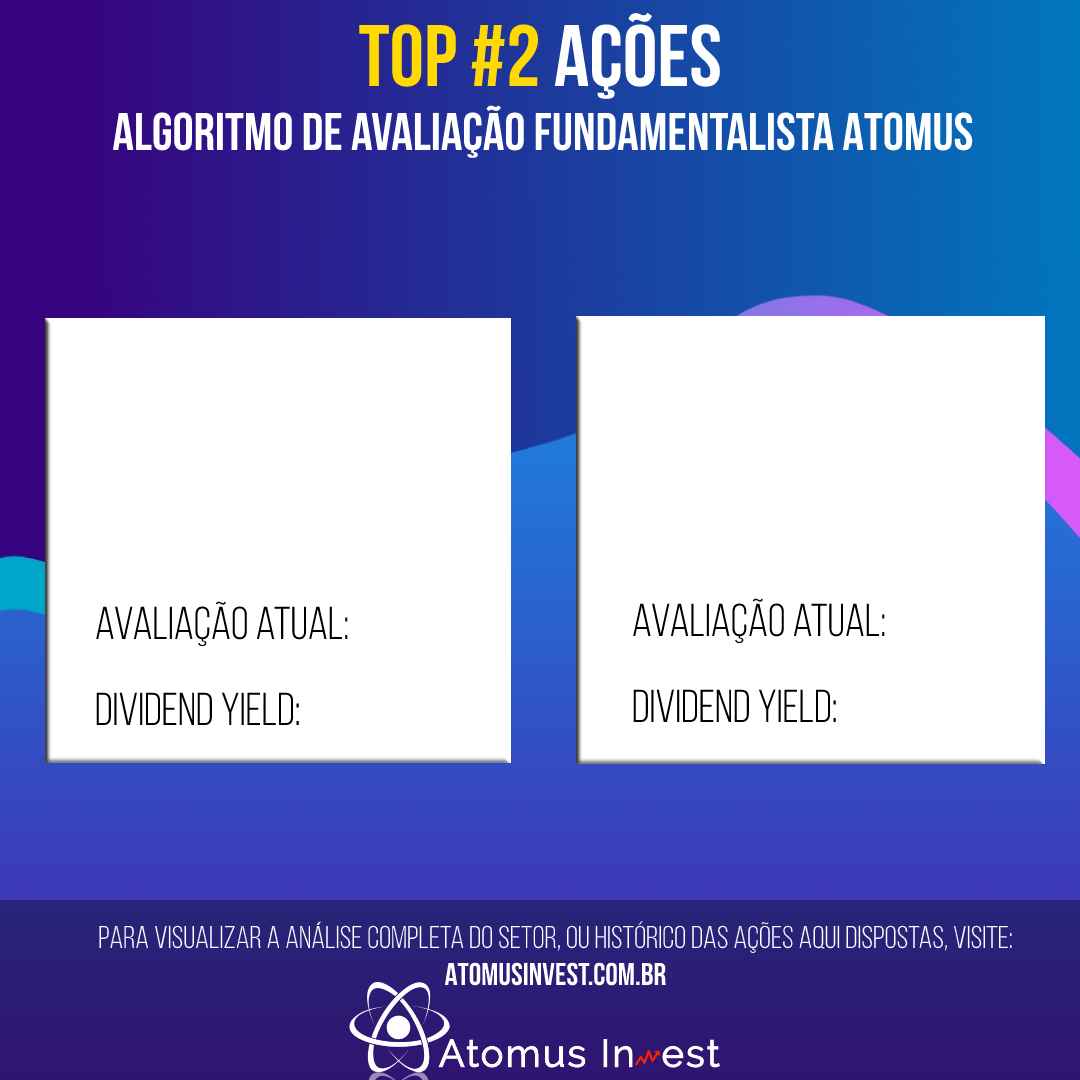 TOP #2 AÇÕES
ALGORITMO DE AVALIAÇÃO FUNDAMENTALISTA ATOMUS
AVALIAÇÃO ATUAL:
DIVIDEND YIELD:
AVALIAÇÃO ATUAL:
DIVIDEND YIELD:
PARA VISUALIZAR A ANÁLISE COMPLETA DO SETOR, OU HISTÓRICO DAS AÇÕES AQUI DISPOSTAS, VISITE:
ATOMUSINVEST.COM.BR
Atomus Invest